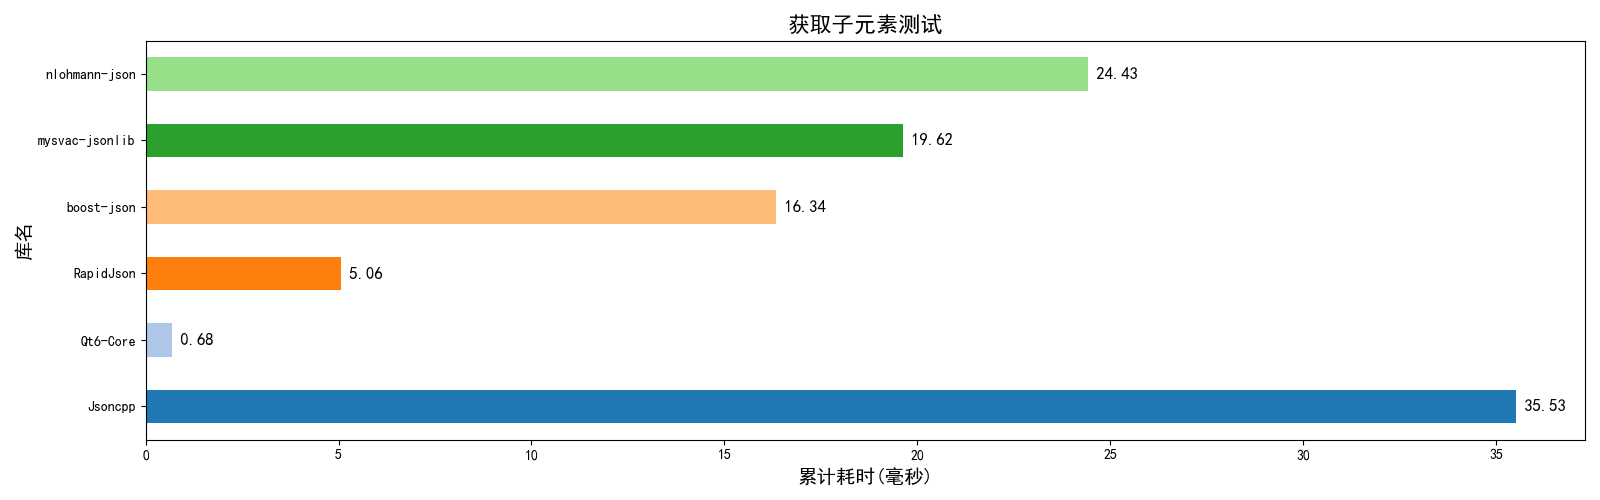 获取子元素测试
库名
nlohmann-json 24.43
mysvac-jsonlib 19.62
boost-json 16.34
RapidJson 5.06
Qt6-Core 0.68
Jsoncpp 35.53
0 5 10 15 20 25 30 35
累计耗时(毫秒)